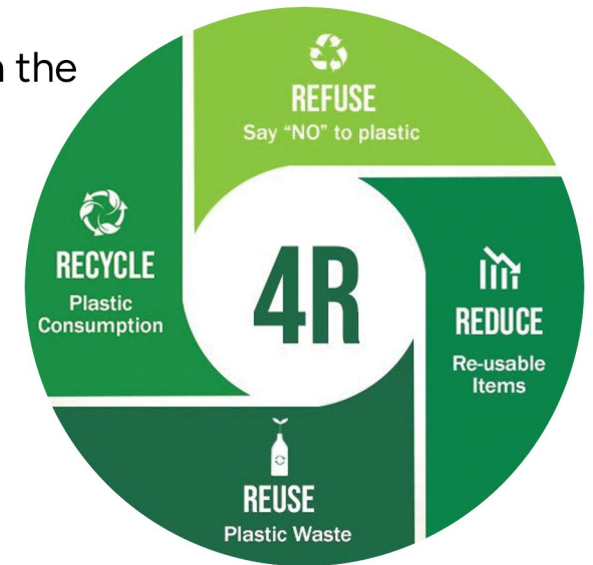 the
REFUSE
Say “NO” to plastic
RECYCLE
Plastic
Consumption
4R
REDUCE
Re-usable
Items
REUSE
Plastic Waste